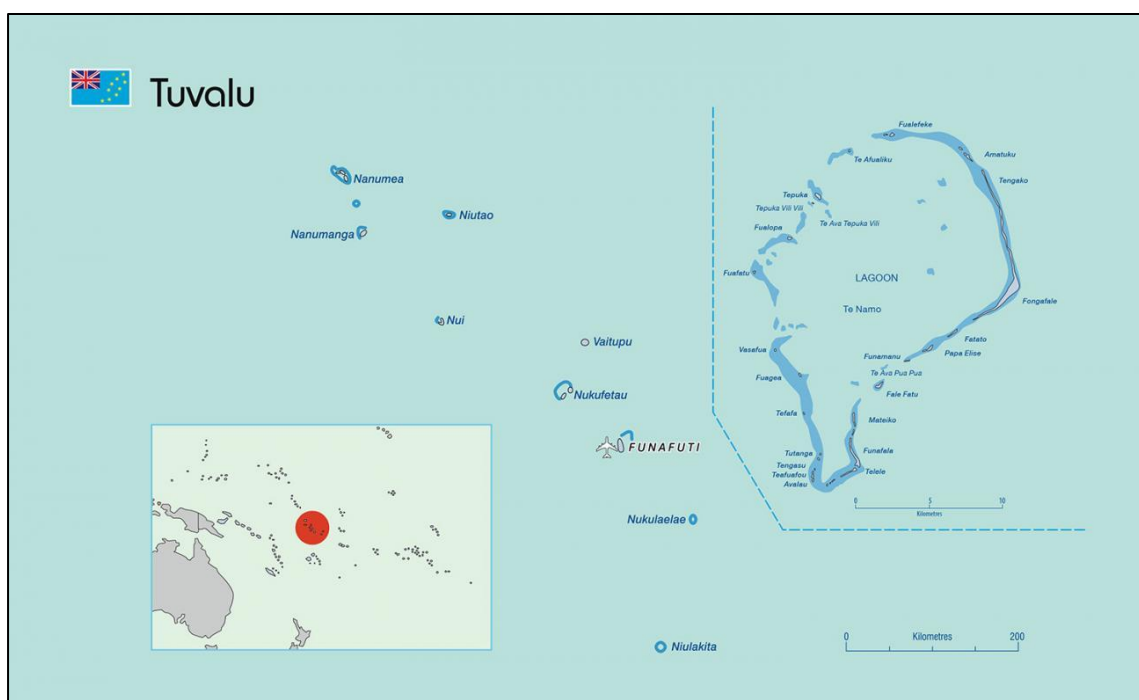 Tuvalu
Nanumea
Niutao
Nanumanga
Nui
Vaitupu
Nukufetau
FUNAFUTI
Nukulaelae
Niulakita
0 Kilometres 200
Fualefeke
Te Afualiku
Amatuku
Tengako
Tepuka
Tepuka Vili Vili
Te Ava Tepuka Vili
Fualopa
Fuafatu
LAGOON
Te Namo
Fongafale
Fatato
Papa Elise
Funamanu
Te Ava Pua Pua
Fale Fatu
Vasafua
Fuagea
Tefala
Mateiko
Tutanga
Funafala
Tengasu
Teafuafou
Telele
Avalau
0 5 10
Kilometres